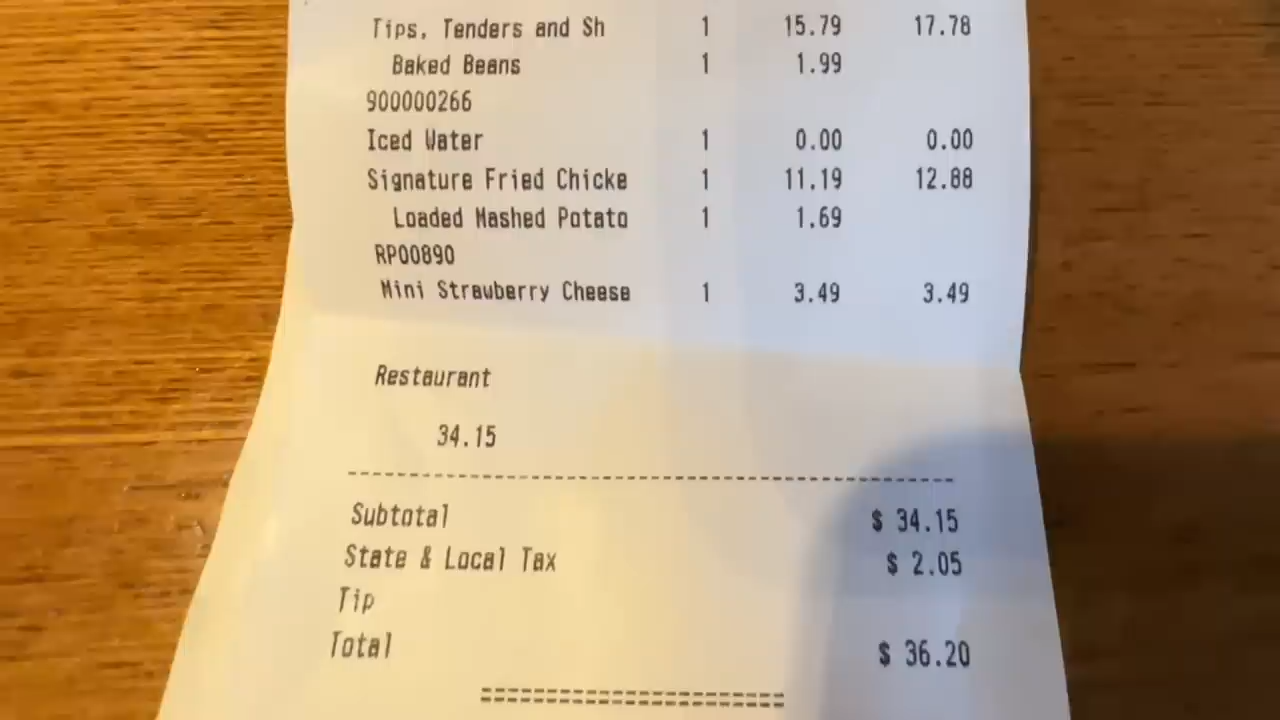 Tips, Tenders and Sh 1 15.79 17.78
Baked Beans 1 1.99
900000266
Iced Water 1 0.00 0.00
Signature Fried Chicke 1 11.19 12.88
Loaded Mashed Potato 1 1.69
RP00890
Mini Strawberry Cheese 1 3.49 3.49
Restaurant
34.15
Subtotal $ 34.15
State & Local Tax $ 2.05
Tip
Total $ 36.20